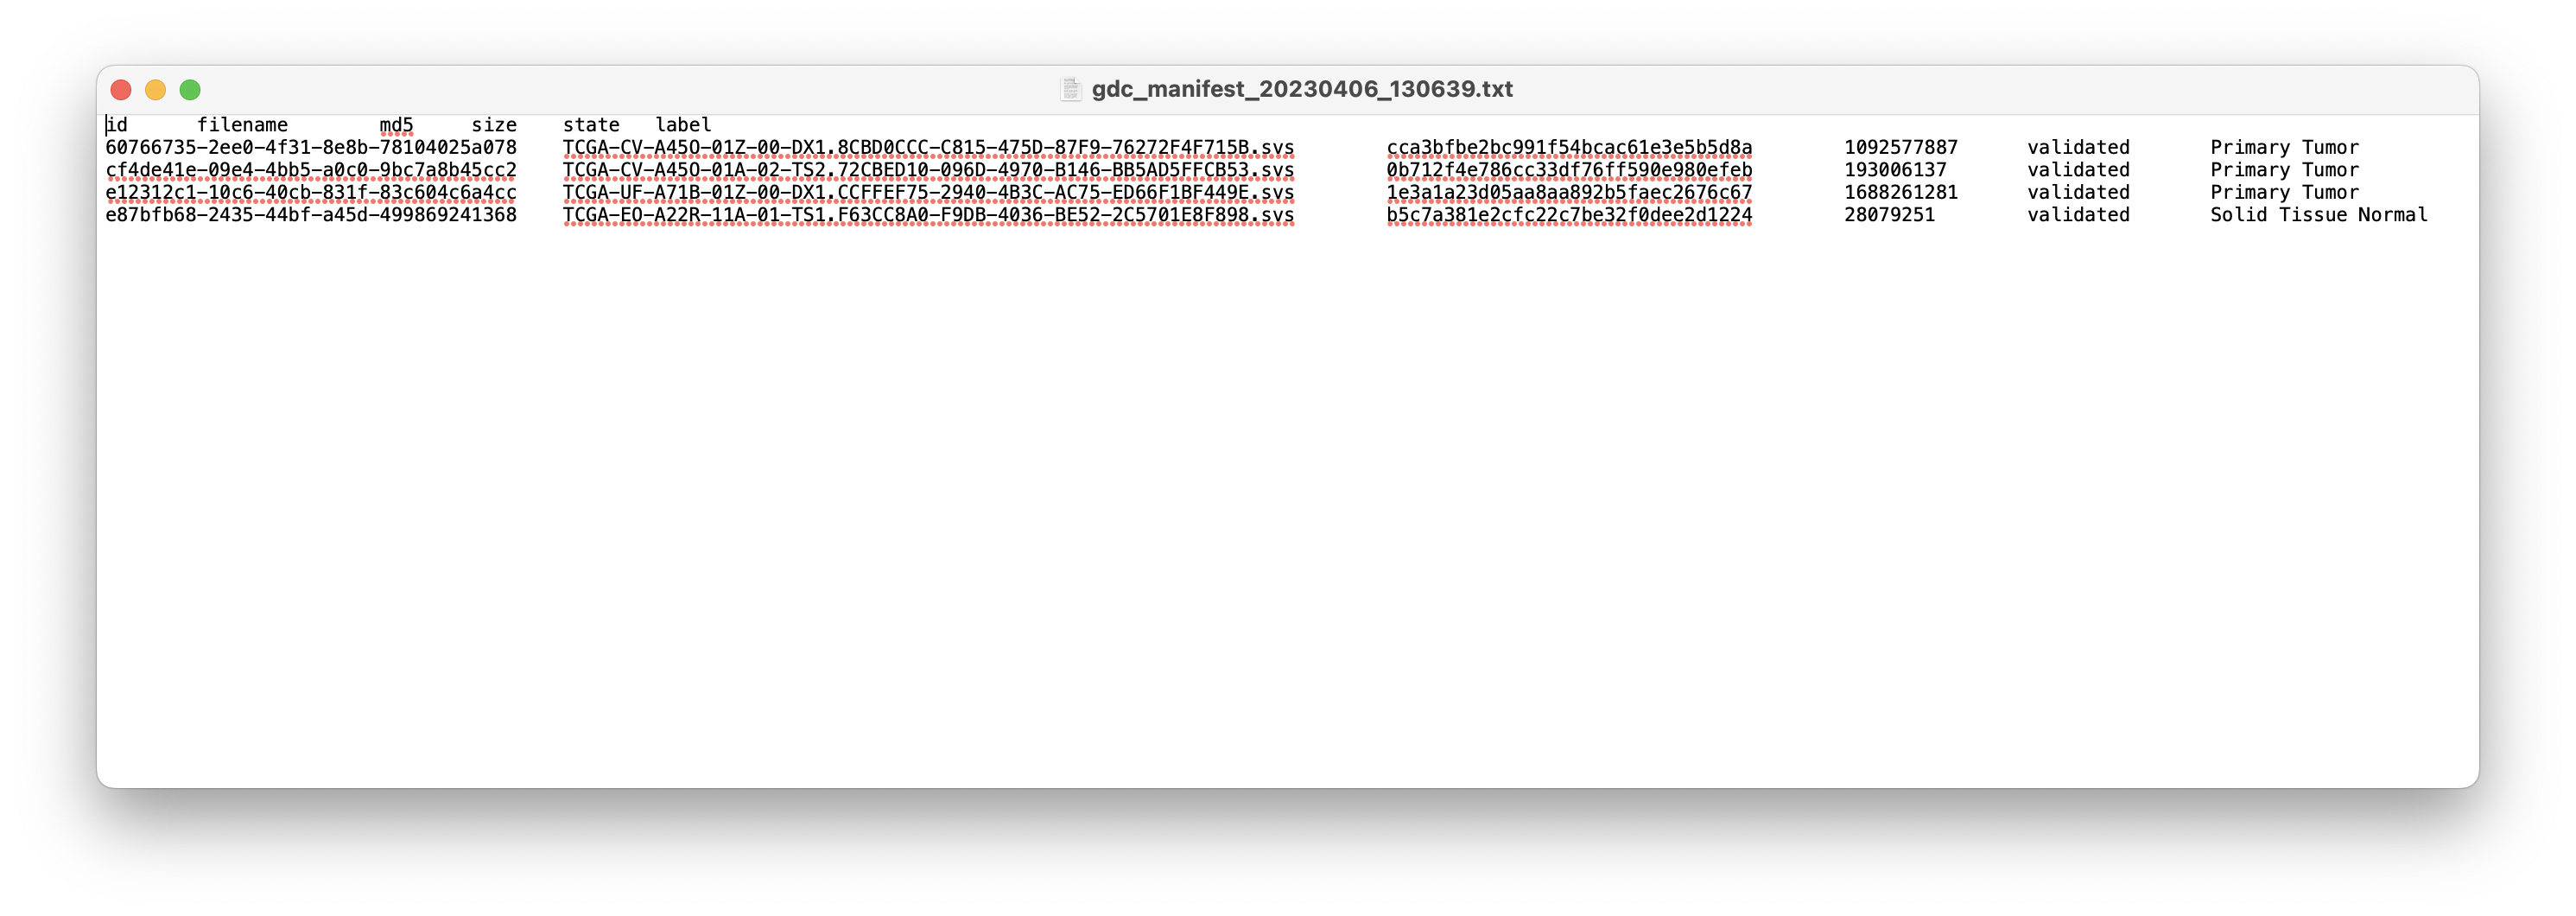 gdc_manifest_20230406_130639.txt
id filename md5 size state label
60766735-2ee0-4f31-8e8b-78104025a078 TCGA-CV-A45O-01Z-00-DX1.8CBD0CCC-C815-475D-87F9-76272F4F715B.svs cca3bfbe2bc991f54bcac61e3e5b5d8a 1092577887 validated Primary Tumor
cf4de41e-09e4-4bb5-a0c0-9bc7a8b45cc2 TCGA-CV-A45O-01A-02-TS2.72CBED10-096D-4970-B146-BB5AD5FFCB53.svs 0b712f4e786cc33df76ff590e980efeb 193006137 validated Primary Tumor
e12312c1-10c6-40cb-831f-83c604c6a4cc TCGA-UF-A71B-01Z-00-DX1.CCFFEF75-2940-4B3C-AC75-ED66F1BF449E.svs 1e3a1a23d05aa8aa892b5faec2676c67 1688261281 validated Primary Tumor
e87bfb68-2435-44bf-a45d-499869241368 TCGA-EO-A22R-11A-01-TS1.F63CC8A0-F9DB-4036-BE52-2C5701E8F898.svs b5c7a381e2cfc22c7be32f0dee2d1224 28079251 validated Solid Tissue Normal